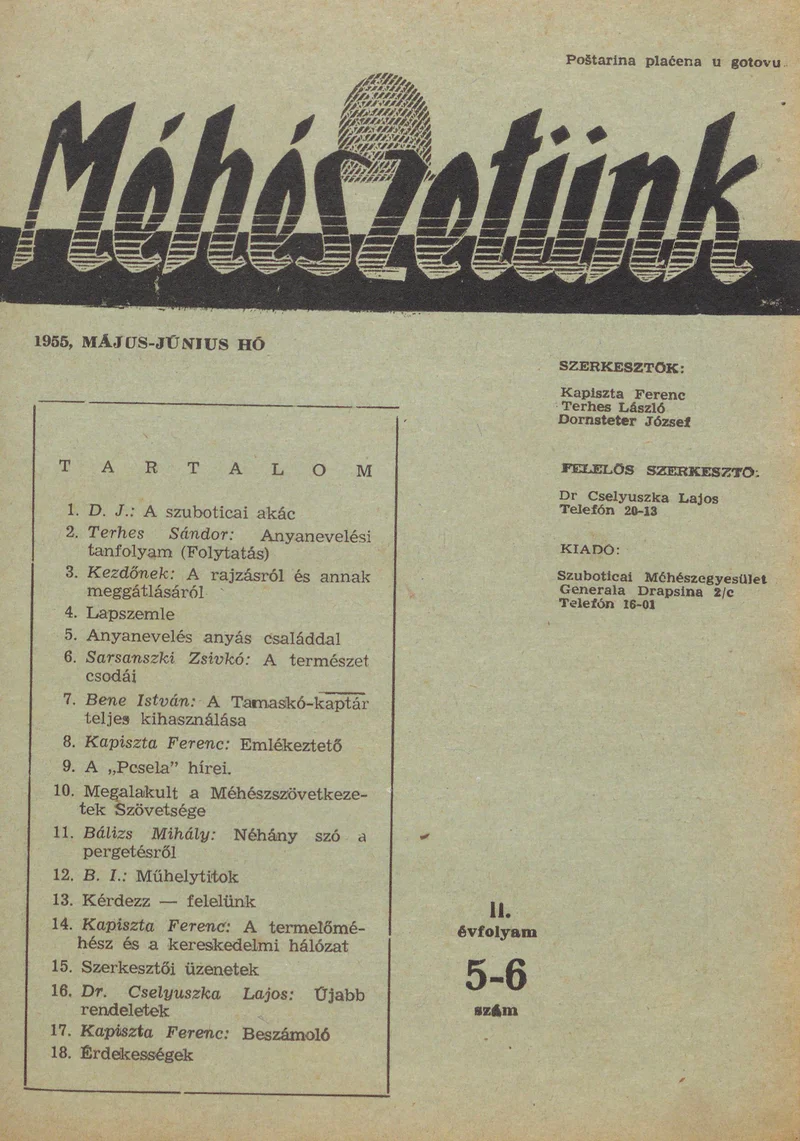 Poštarina plaćena u gotovu.
Méhészetünk
1955, MÁJUS-JÚNIUS HÓ
SZERKESZTŐK:
Kapiszta Ferenc
Terhes László
Dornsteter József
FELELŐS SZERKESZTŐ:
Dr Cselyuszka Lajos
Telefón 20-13
KIADÓ:
Szuboticai Méhészegyesület
Generala Drapsina 2/c
Telefón 16-01
TARTALOM
1. D. J.: A szuboticai akác
2. Terhes Sándor: Anyanevelési
tanfolyam (Folytatás)
3. Kezdőnek: A rajzásról és annak
meggátlásáról
4. Lapszemle
5. Anyanevelés anyás családdal
6. Sarsanszki Zsivkó: A természet
csodái
7. Bene István: A Tamaskó-kaptár
teljes kihasználása
8. Kapiszta Ferenc: Emlékeztető
9. A „Pcsela” hírei.
10. Megalakult a Méhészszövetkeze-
tek Szövetsége
11. Bálizs Mihály: Néhány szó a
pergetésről
12. B. I.: Műhelytitok
13. Kérdezz — felelünk
14. Kapiszta Ferenc: A termelőmé-
hész és a kereskedelmi hálózat
15. Szerkesztői üzenetek
16. Dr. Cselyuszka Lajos: Újabb
rendeletek
17. Kapiszta Ferenc: Beszámoló
18. Érdekességek
II.
évfolyam
5-6
szám